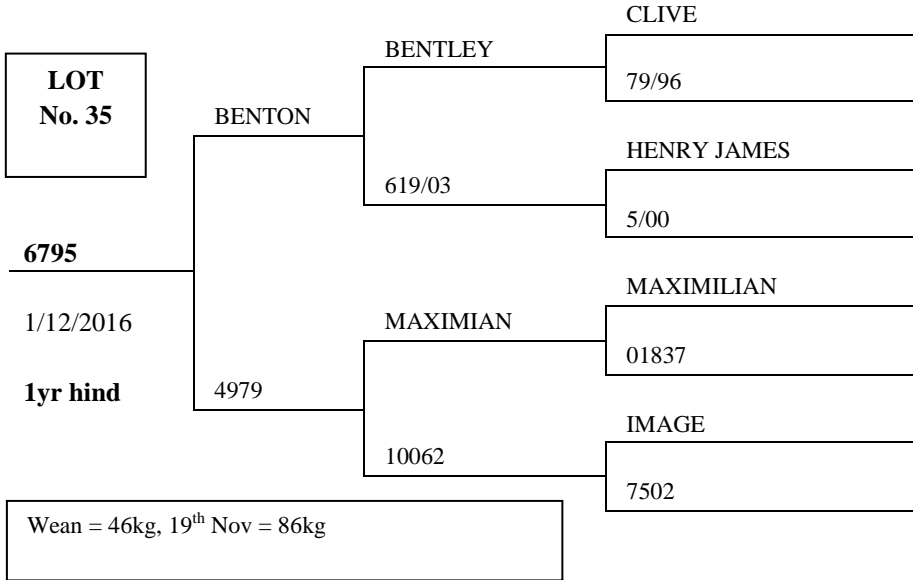 LOT
No. 35
6795
1/12/2016
1yr hind
BENTON
4979
BENTLEY
619/03
MAXIMIAN
10062
CLIVE
79/96
HENRY JAMES
5/00
MAXIMILIAN
01837
IMAGE
7502
Wean = 46kg, 19th Nov = 86kg